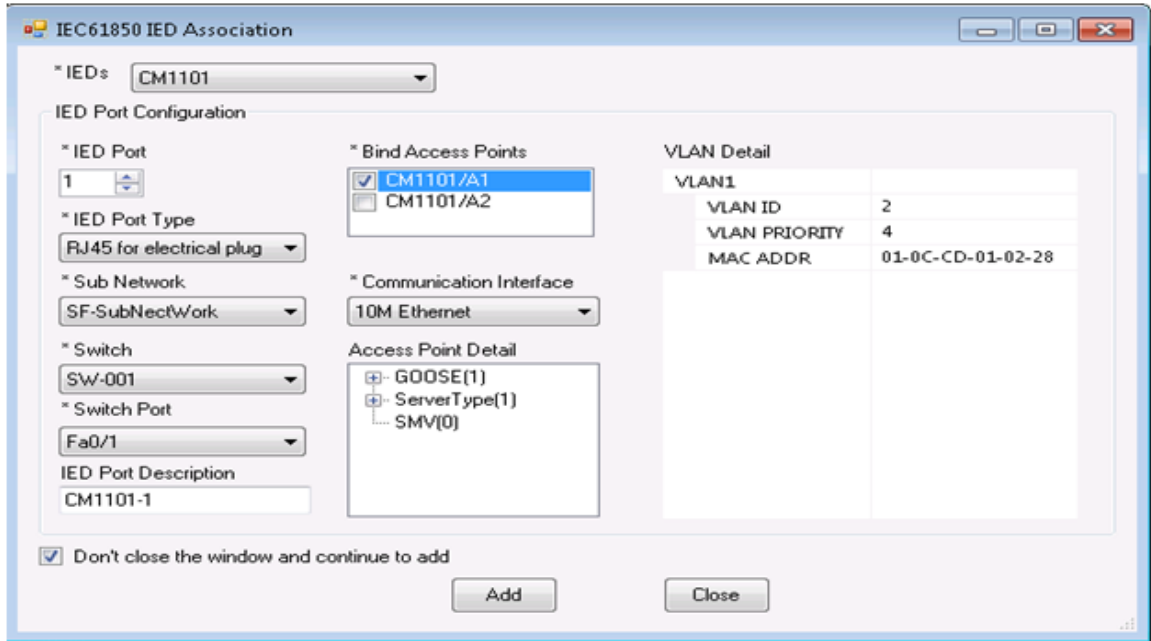 IEC61850 IED Association
* IEDs
CM1101
IED Port Configuration
* IED Port
1
* IED Port Type
RJ45 for electrical plug
* Sub Network
SF-SubNectWork
* Switch
SW-001
* Switch Port
Fa0/1
IED Port Description
CM1101-1
* Bind Access Points
CM1101/A1
CM1101/A2
* Communication Interface
10M Ethernet
Access Point Detail
GOOSE(1)
ServerType(1)
SMV(0)
VLAN Detail
VLAN1
VLAN ID 2
VLAN PRIORITY 4
MAC ADDR 01-0C-CD-01-02-28
Don't close the window and continue to add
Add
Close